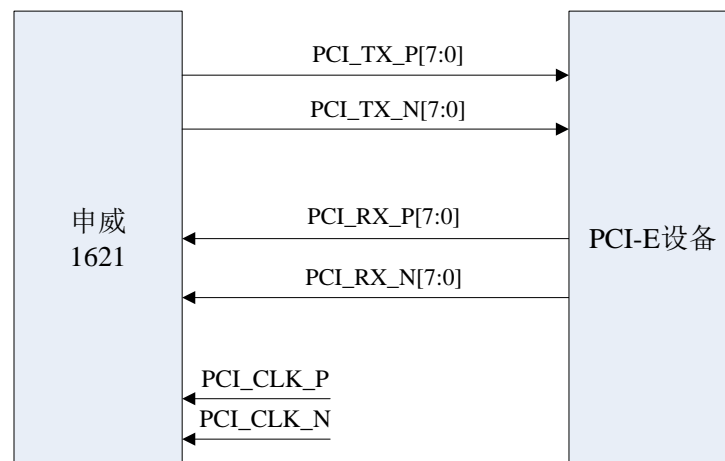 PCI_TX_P[7:0]
PCI_TX_N[7:0]
申威
1621
PCI_RX_P[7:0]
PCI-E设备
PCI_RX_N[7:0]
PCI_CLK_P
PCI_CLK_N